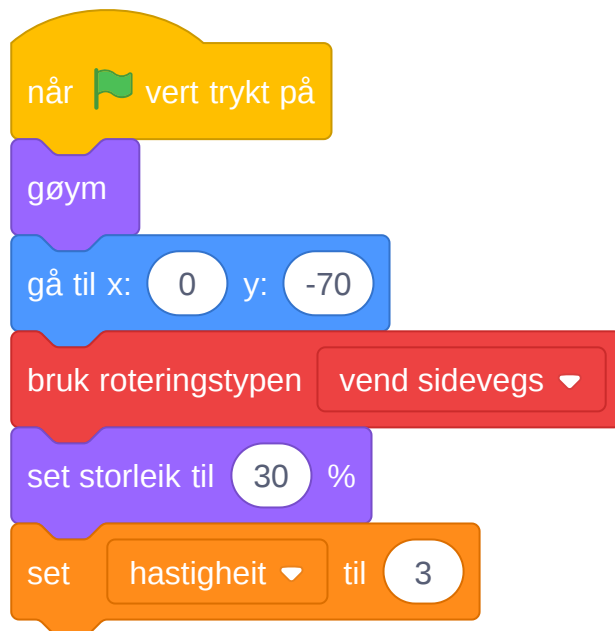 når vert trykt på
gøym
gå til x: 0 y: -70
bruk roteringstypen vend sidevegs
set storleik til 30 %
set hastigheit til 3